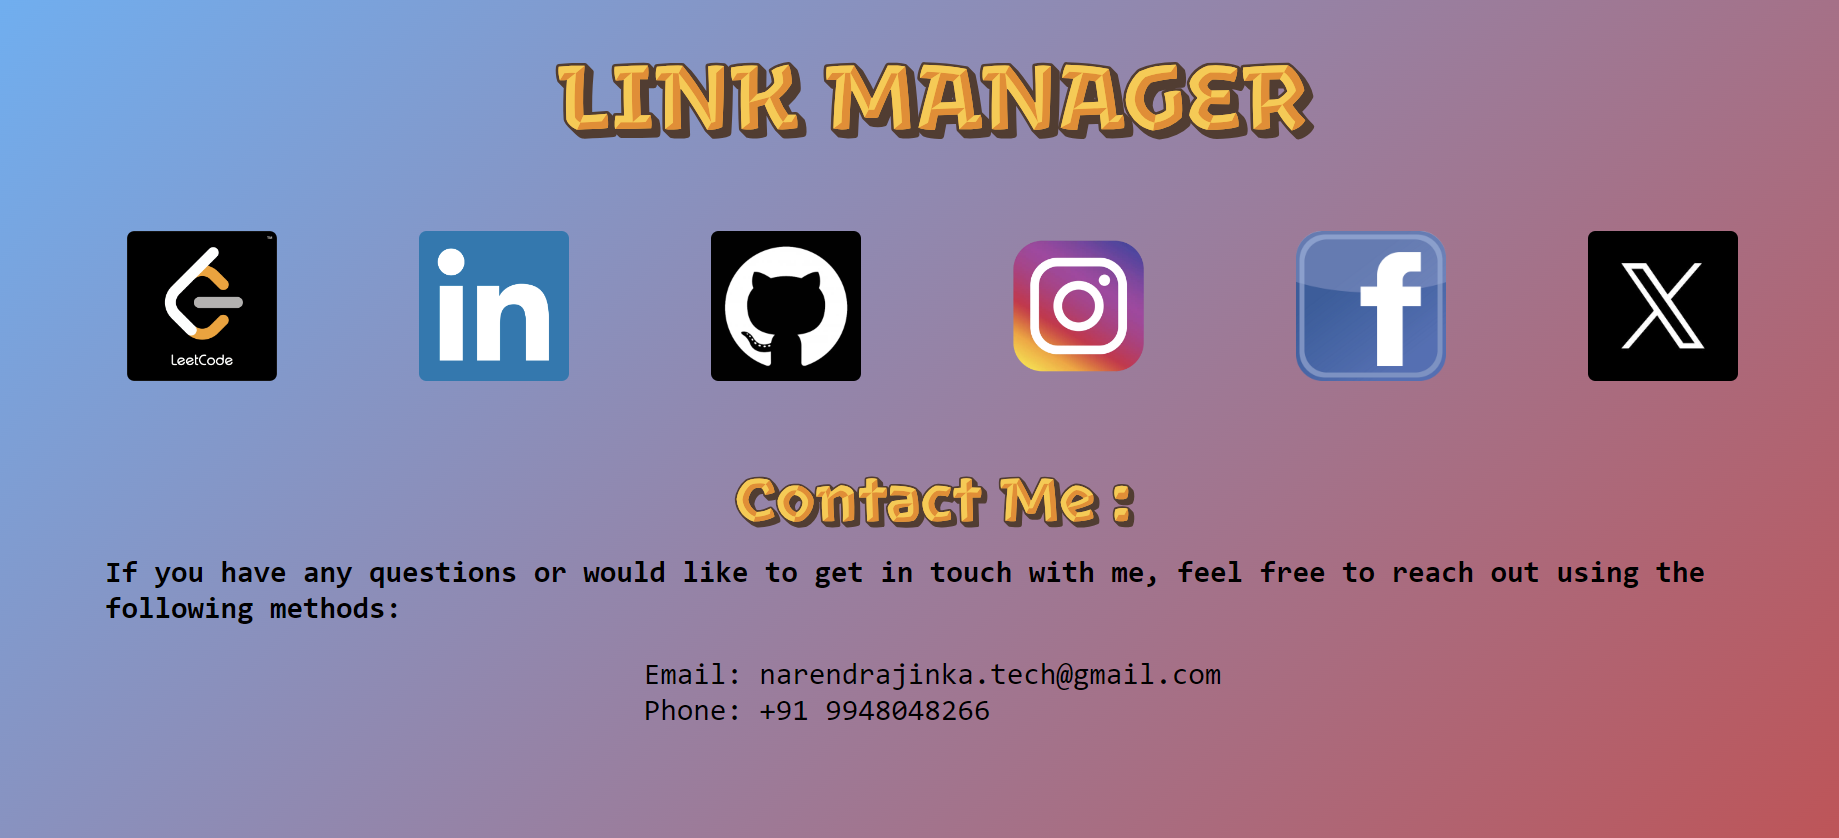 LINK MANAGER
LeetCode
in
f
X
Contact Me :
If you have any questions or would like to get in touch with me, feel free to reach out using the
following methods:
Email: narendrajinka.tech@gmail.com
Phone: +91 9948048266